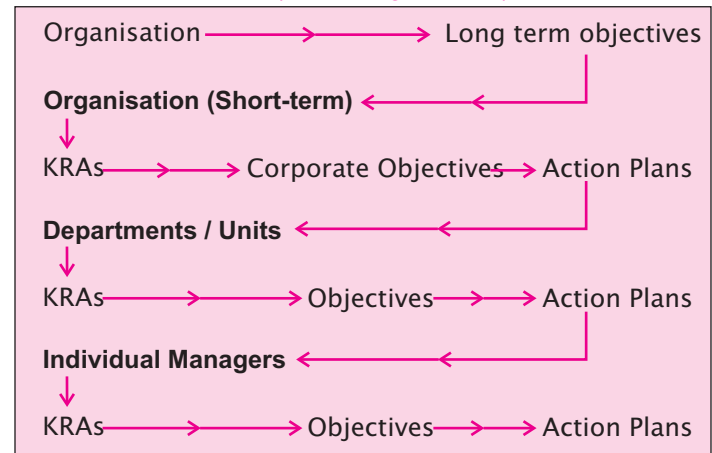 Organisation Long term objectives
Organisation (Short-term)
KRAs Corporate Objectives Action Plans
Departments / Units
KRAs Objectives Action Plans
Individual Managers
KRAs Objectives Action Plans